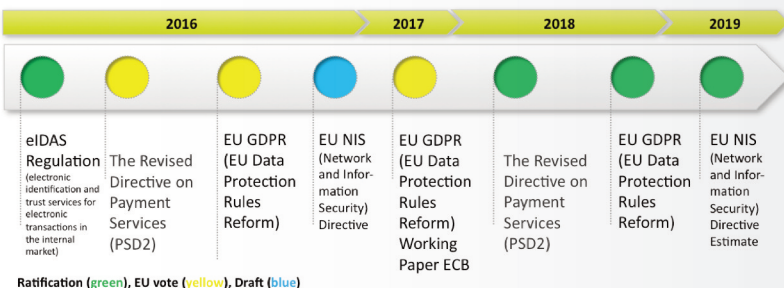 2016
2017
2018
2019
eIDAS
Regulation
(electronic
identification and
trust services for
electronic
transactions in
the internal
market)
The Revised
Directive on
Payment
Services
(PSD2)
EU GDPR
(EU Data
Protection
Rules
Reform)
EU NIS
(Network
and Infor-
mation
Security)
Directive
EU GDPR
(EU Data
Protection
Rules
Reform)
Working
Paper ECB
The Revised
Directive on
Payment
Services
(PSD2)
EU GDPR
(EU Data
Protection
Rules
Reform)
EU NIS
(Network
and Infor-
mation
Security)
Directive
Estimate
Ratification (green), EU vote (yellow), Draft (blue)